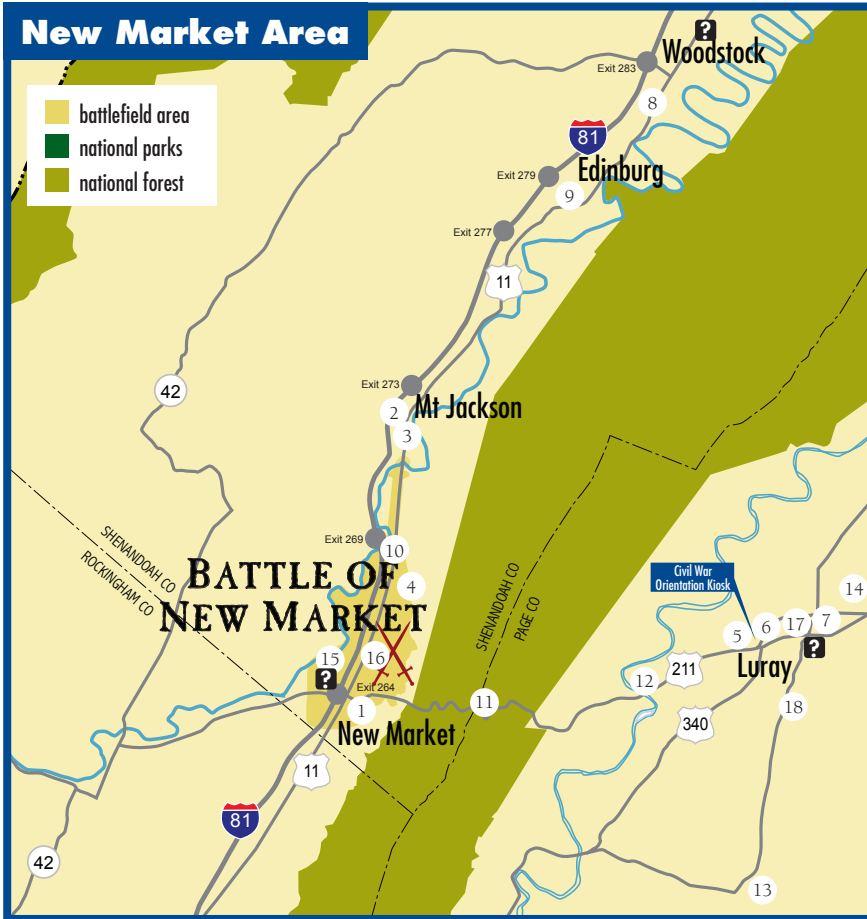 New Market Area
battlefield area
national parks
national forest
?
Woodstock
Exit 283
8
81
Edinburg
Exit 279
9
Exit 277
11
42
Exit 273
2
Mt Jackson
3
SHENANDOAH CO
ROCKINGHAM CO
Exit 269
10
BATTLE OF
NEW MARKET
4
SHENANDOAH CO
PAGE CO
Civil War
Orientation Kiosk
14
5
6
17
7
?
Luray
15
16
?
Exit 264
1
New Market
11
12
211
340
18
11
81
42
13